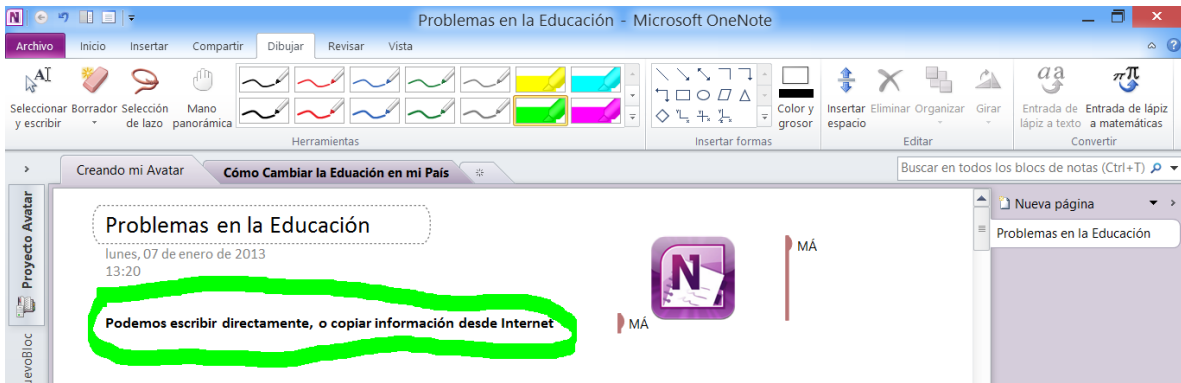 Problemas en la Educación - Microsoft OneNote
Archivo Inicio Insertar Compartir Dibujar Revisar Vista
Seleccionar y escribir
Borrador
Selección de lazo
Mano panorámica
Herramientas
Insertar formas
Color y grosor
Insertar espacio
Eliminar
Organizar
Girar
Editar
Entrada de lápiz a texto
Entrada de lápiz a matemáticas
Convertir
Creando mi Avatar
Cómo Cambiar la Eduación en mi País
Buscar en todos los blocs de notas (Ctrl+T)
Proyecto Avatar
uevoBloc
Problemas en la Educación
lunes, 07 de enero de 2013
13:20
Podemos escribir directamente, o copiar información desde Internet
MÁ
N
MÁ
Nueva página
Problemas en la Educación